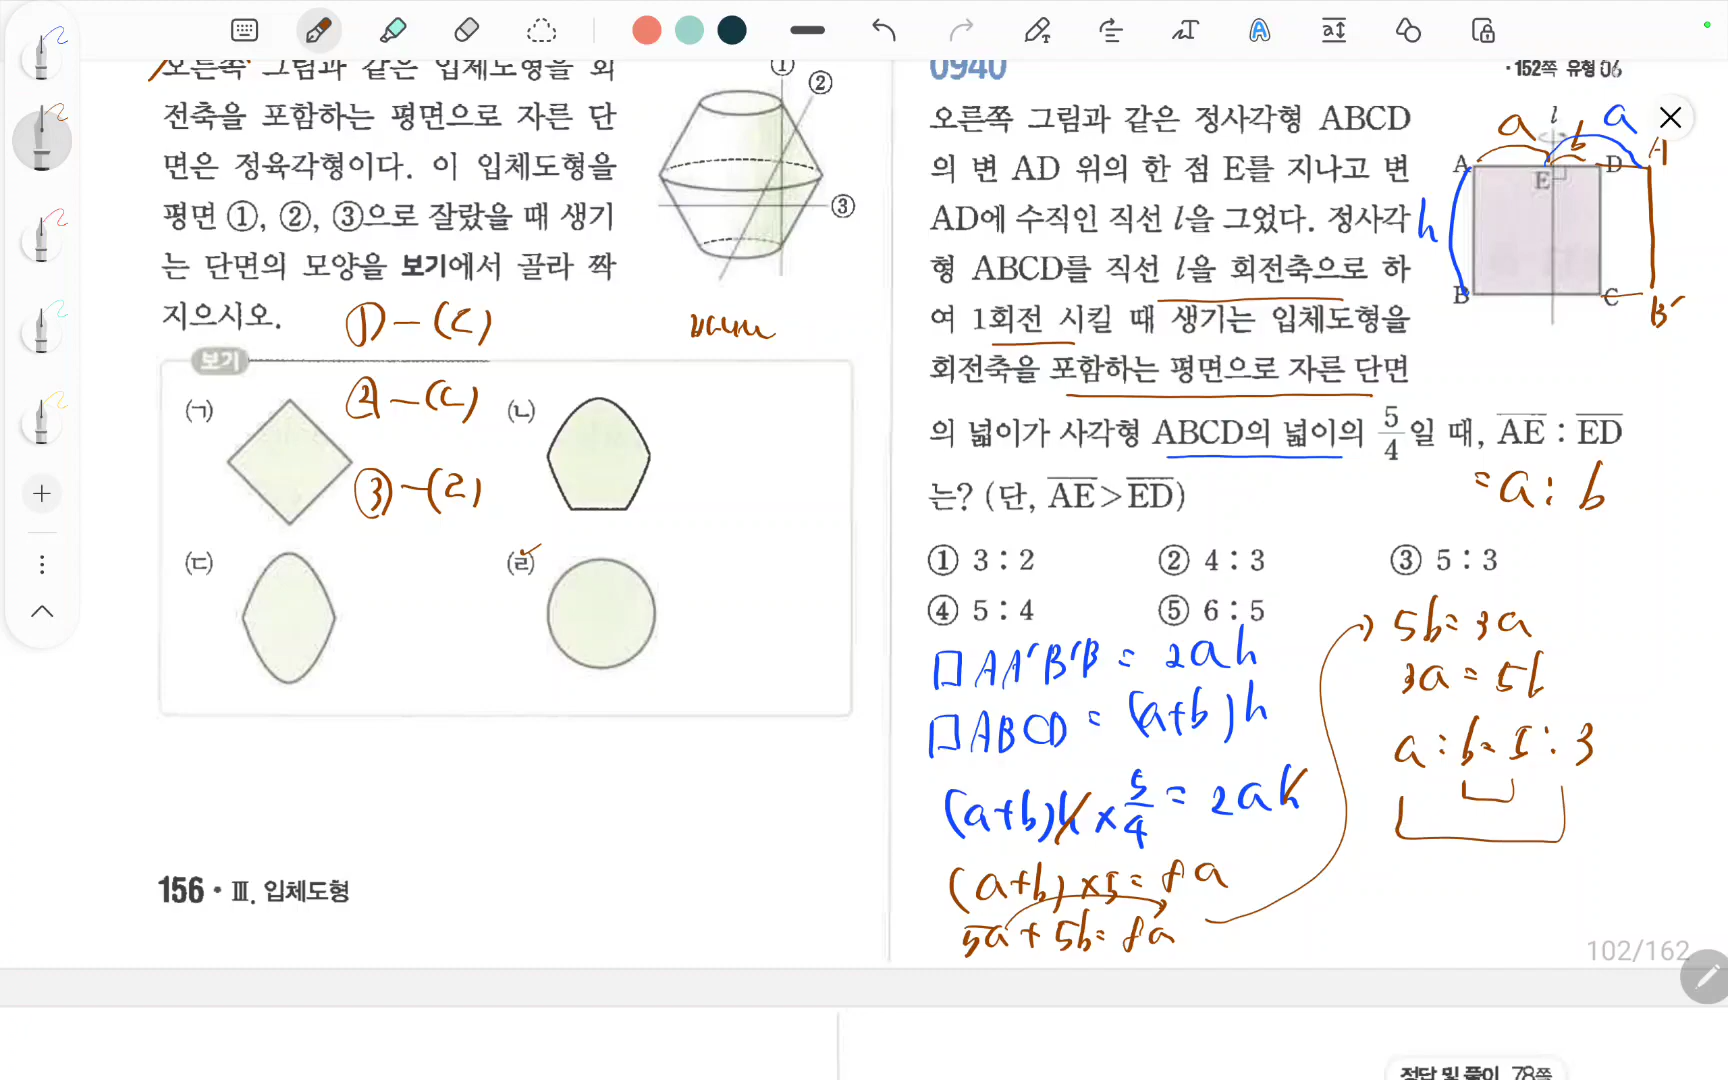 오른쪽 그림과 같은 입체도형을 회
전축을 포함하는 평면으로 자른 단
면은 정육각형이다. 이 입체도형을
평면 ①, ②, ③으로 잘랐을 때 생기
는 단면의 모양을 보기에서 골라 짝
지으시오.
①
②
③
①-(ㄷ)
②-(ㄴ)
③-(ㄹ)
보기
(ㄱ)
(ㄴ)
(ㄷ)
(ㄹ)
156 • Ⅲ. 입체도형
0940
• 152쪽 유형 06
오른쪽 그림과 같은 정사각형 ABCD
의 변 AD 위의 한 점 E를 지나고 변
AD에 수직인 직선 l을 그었다. 정사각
형 ABCD를 직선 l을 회전축으로 하
여 1회전 시킬 때 생기는 입체도형을
회전축을 포함하는 평면으로 자른 단면
의 넓이가 사각형 ABCD의 넓이의 5/4일 때, AE : ED
는? (단, AE>ED)
= a : b
① 3 : 2 ② 4 : 3 ③ 5 : 3
④ 5 : 4 ⑤ 6 : 5
a
l
b
a
A
E
D
h
B
C
B′
□AA′B′B = 2ah
□ABCD = (a+b)h
(a+b)h × 5/4 = 2ah
(a+b)×5 = 8a
5a + 5b = 8a
5b = 3a
3a = 5b
a : b = 5 : 3
102/162
정답 및 풀이 78쪽